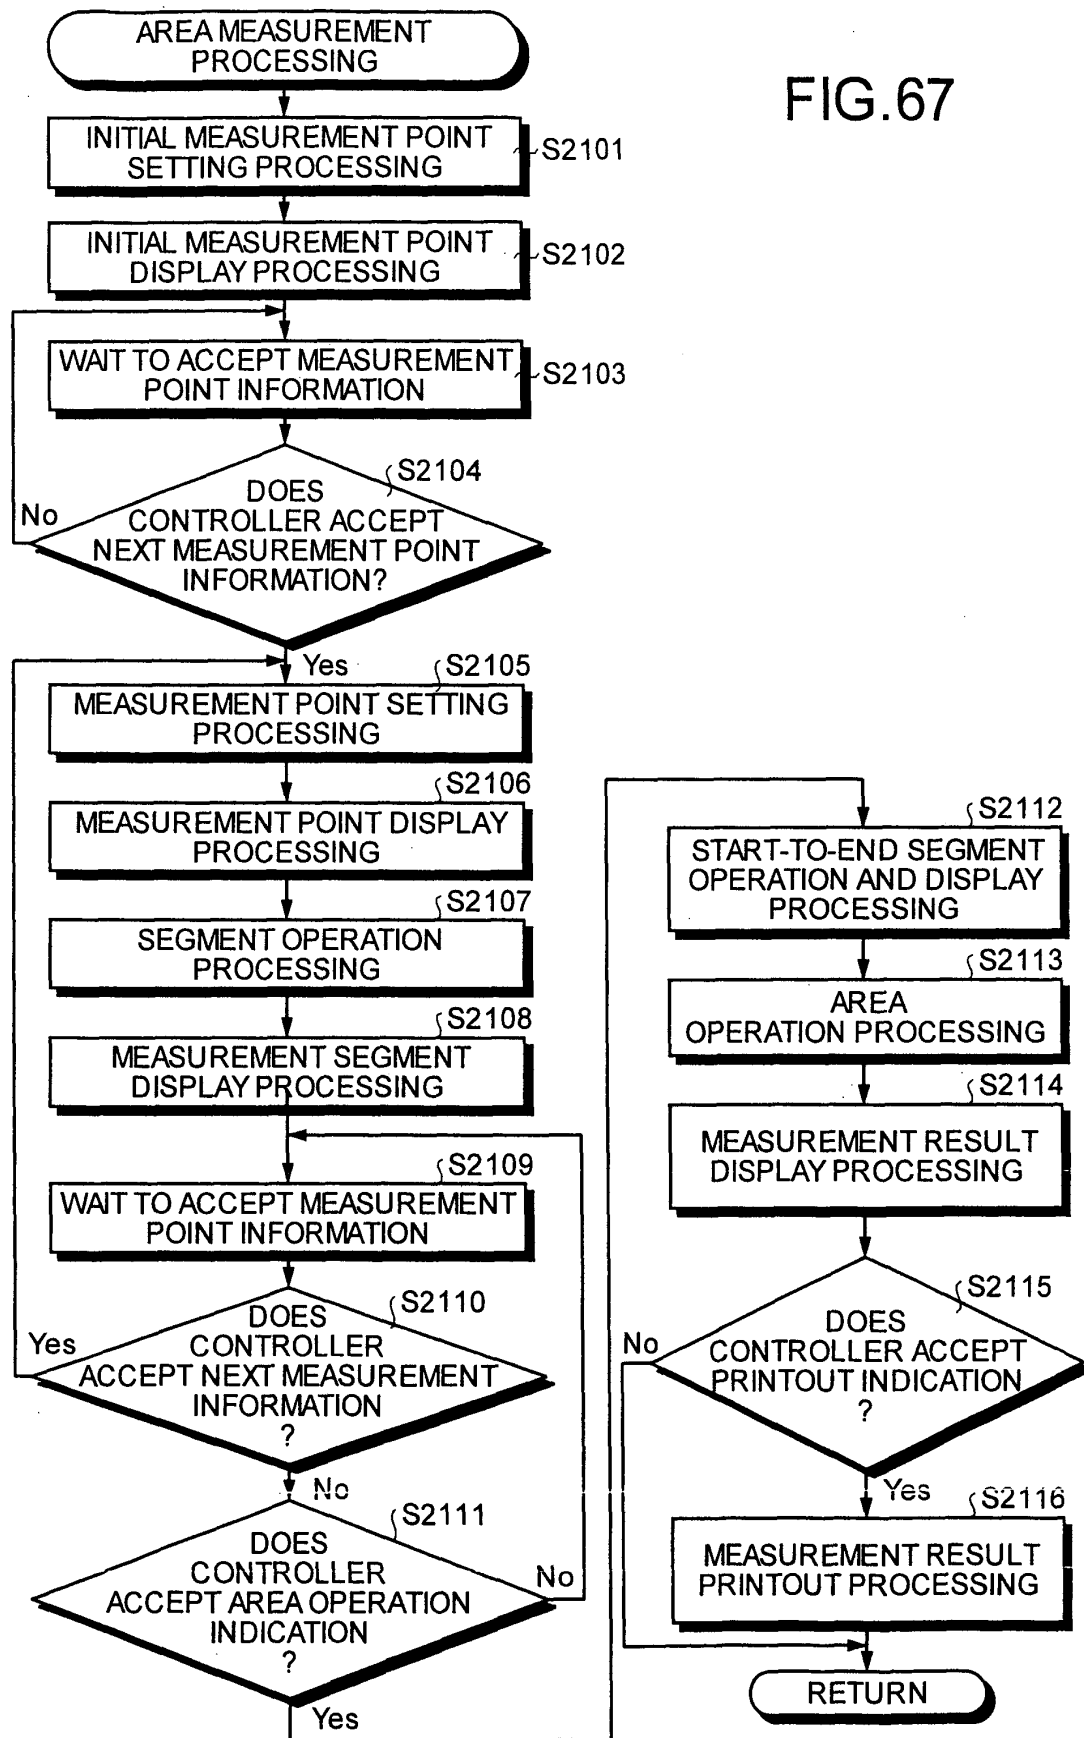 AREA MEASUREMENT
PROCESSING
FIG.67
INITIAL MEASUREMENT POINT
SETTING PROCESSING
S2101
INITIAL MEASUREMENT POINT
DISPLAY PROCESSING
S2102
WAIT TO ACCEPT MEASUREMENT
POINT INFORMATION
S2103
S2104
DOES
CONTROLLER ACCEPT
NEXT MEASUREMENT POINT
INFORMATION?
No
Yes
S2105
MEASUREMENT POINT SETTING
PROCESSING
S2106
MEASUREMENT POINT DISPLAY
PROCESSING
S2107
SEGMENT OPERATION
PROCESSING
S2108
MEASUREMENT SEGMENT
DISPLAY PROCESSING
S2109
WAIT TO ACCEPT MEASUREMENT
POINT INFORMATION
S2110
DOES
CONTROLLER
ACCEPT NEXT MEASUREMENT
INFORMATION
?
Yes
No
S2111
DOES
CONTROLLER
ACCEPT AREA OPERATION
INDICATION
?
No
Yes
S2112
START-TO-END SEGMENT
OPERATION AND DISPLAY
PROCESSING
S2113
AREA
OPERATION PROCESSING
S2114
MEASUREMENT RESULT
DISPLAY PROCESSING
S2115
DOES
CONTROLLER ACCEPT
PRINTOUT INDICATION
?
No
Yes
S2116
MEASUREMENT RESULT
PRINTOUT PROCESSING
RETURN